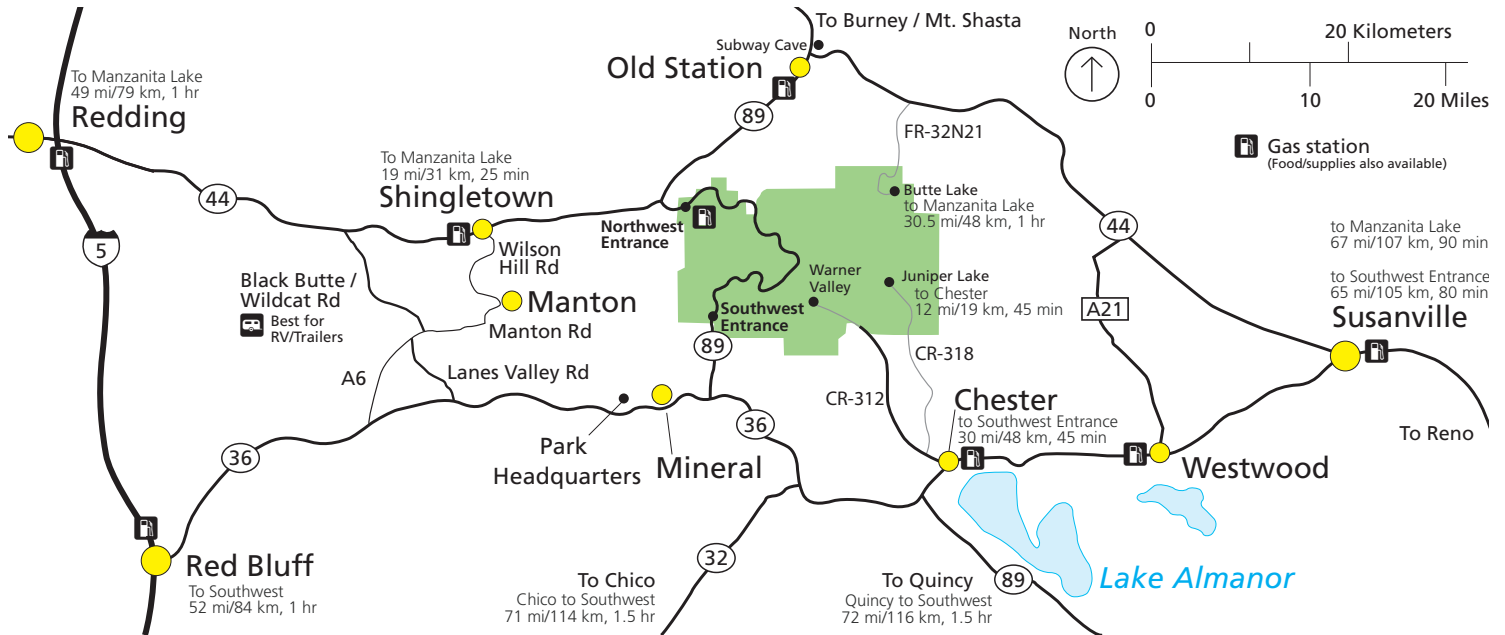 To Burney / Mt. Shasta
Subway Cave
Old Station
North
0
20 Kilometers
0
10
20 Miles
Gas station
(Food/supplies also available)
To Manzanita Lake
49 mi/79 km, 1 hr
Redding
89
FR-32N21
To Manzanita Lake
19 mi/31 km, 25 min
Shingletown
44
Butte Lake
to Manzanita Lake
30.5 mi/48 km, 1 hr
Northwest
Entrance
44
to Manzanita Lake
67 mi/107 km, 90 min
to Southwest Entrance
65 mi/105 km, 80 min
Susanville
5
Wilson
Hill Rd
Black Butte /
Wildcat Rd
Best for
RV/Trailers
Manton
Manton Rd
Warner
Valley
Juniper Lake
to Chester
12 mi/19 km, 45 min
Southwest
Entrance
A21
89
CR-318
A6
Lanes Valley Rd
CR-312
Chester
to Southwest Entrance
30 mi/48 km, 45 min
36
To Reno
36
Park
Headquarters
Mineral
Westwood
Red Bluff
To Southwest
52 mi/84 km, 1 hr
32
To Chico
Chico to Southwest
71 mi/114 km, 1.5 hr
To Quincy
Quincy to Southwest
72 mi/116 km, 1.5 hr
89
Lake Almanor